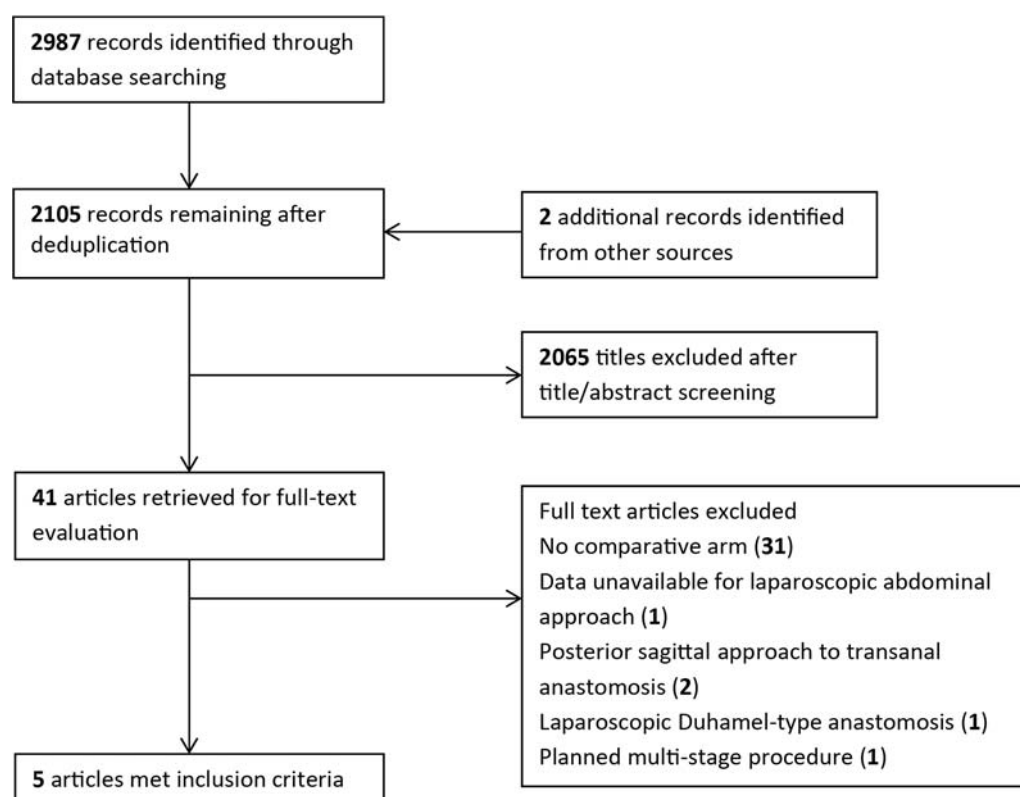 2987 records identified through
database searching
2105 records remaining after
deduplication
2 additional records identified
from other sources
2065 titles excluded after
title/abstract screening
41 articles retrieved for full-text
evaluation
Full text articles excluded
No comparative arm (31)
Data unavailable for laparoscopic abdominal
approach (1)
Posterior sagittal approach to transanal
anastomosis (2)
Laparoscopic Duhamel-type anastomosis (1)
Planned multi-stage procedure (1)
5 articles met inclusion criteria